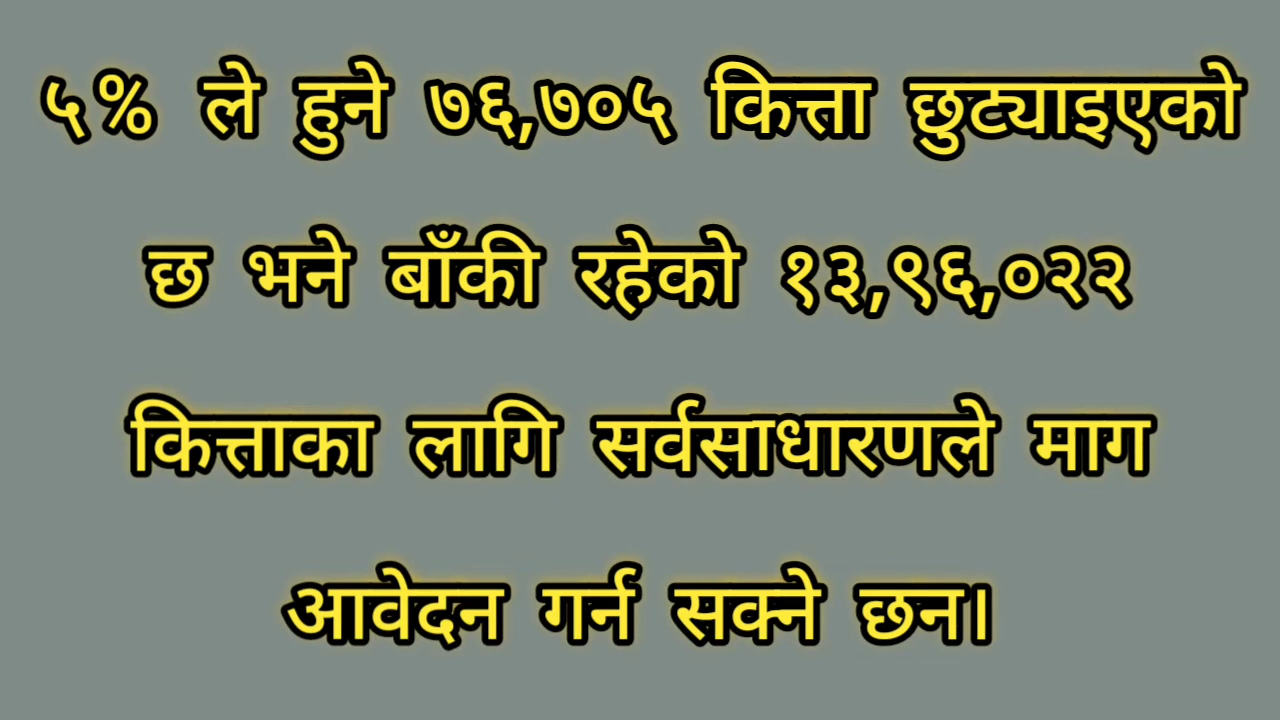 ५% ले हुने ७६,७०५ कित्ता छुट्याइएको
छ भने बाँकी रहेको १३,९६,०२२
कित्ताका लागि सर्वसाधारणले माग
आवेदन गर्न सक्ने छन।